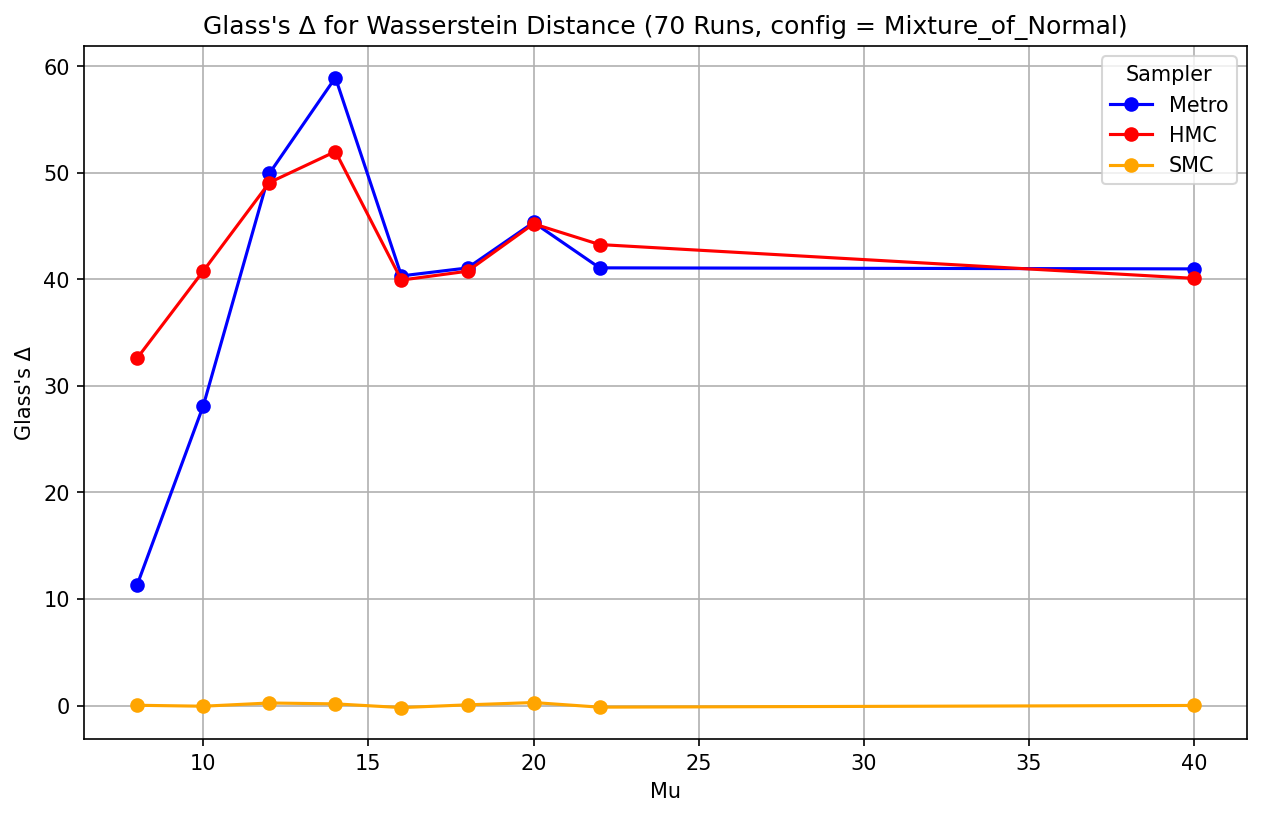 Glass's Δ for Wasserstein Distance (70 Runs, config = Mixture_of_Normal)
Sampler
Metro
HMC
SMC
60
50
40
30
20
10
0
Glass's Δ
10
15
20
25
30
35
40
Mu